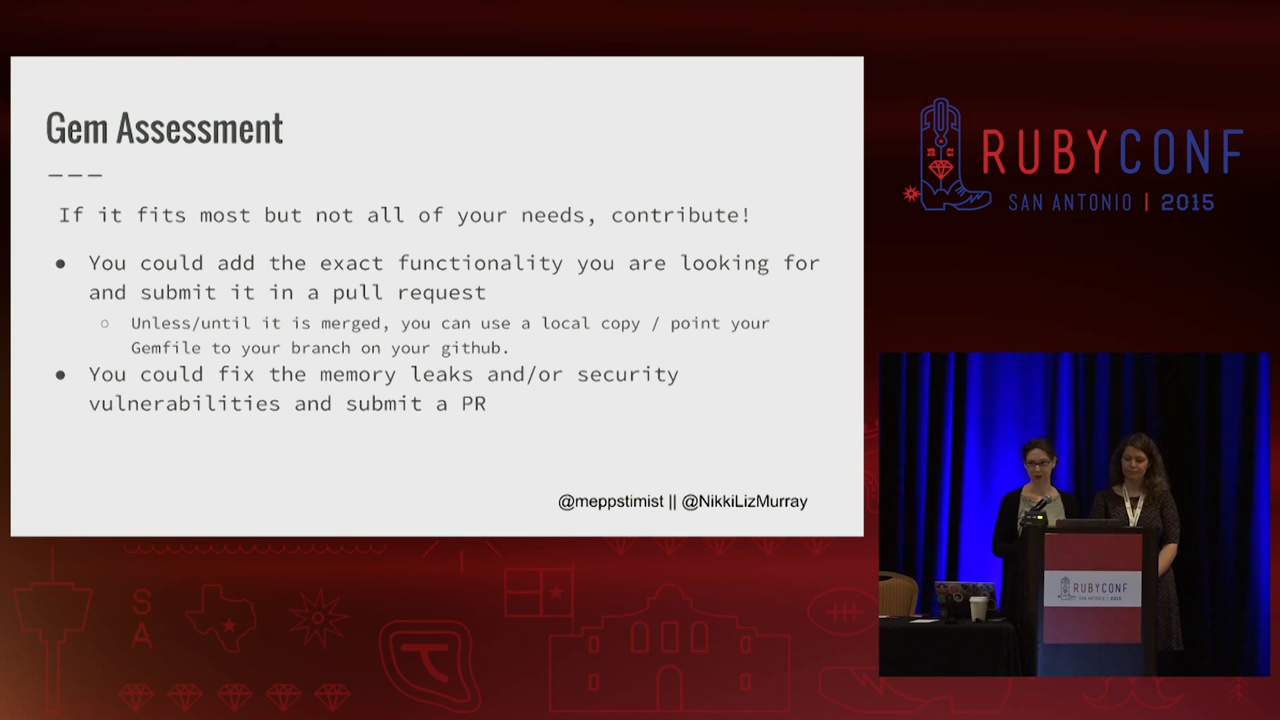 Gem Assessment
If it fits most but not all of your needs, contribute!
● You could add the exact functionality you are looking for
and submit it in a pull request
○ Unless/until it is merged, you can use a local copy / point your
Gemfile to your branch on your github.
● You could fix the memory leaks and/or security
vulnerabilities and submit a PR
@meppstimist || @NikkiLizMurray
RUBYCONF
SAN ANTONIO | 2015
RUBYCONF
SAN ANTONIO | 2015
S
A